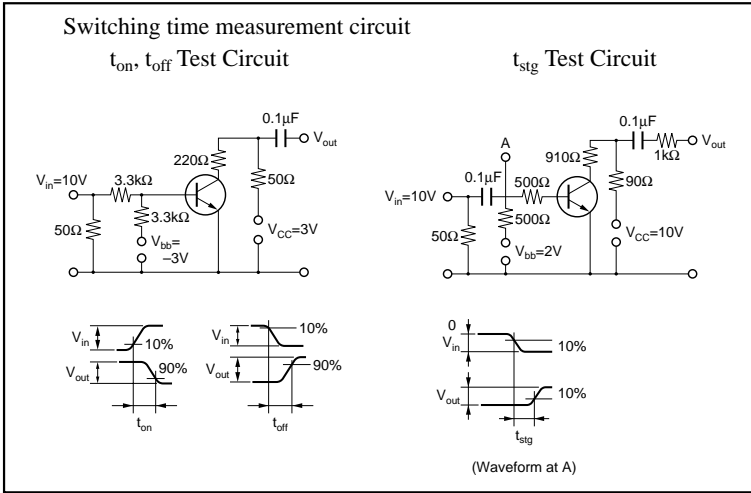 Switching time measurement circuit
t_on, t_off Test Circuit
0.1μF
V_out
220Ω
50Ω
V_in=10V
3.3kΩ
3.3kΩ
50Ω
V_bb=
–3V
V_CC=3V
t_stg Test Circuit
0.1μF
V_out
A
910Ω
1kΩ
0.1μF
500Ω
90Ω
V_in=10V
500Ω
50Ω
V_CC=10V
V_bb=2V
V_in
10%
V_out
90%
t_on
10%
V_in
V_out
90%
t_off
0
V_in
10%
V_out
10%
t_stg
(Waveform at A)